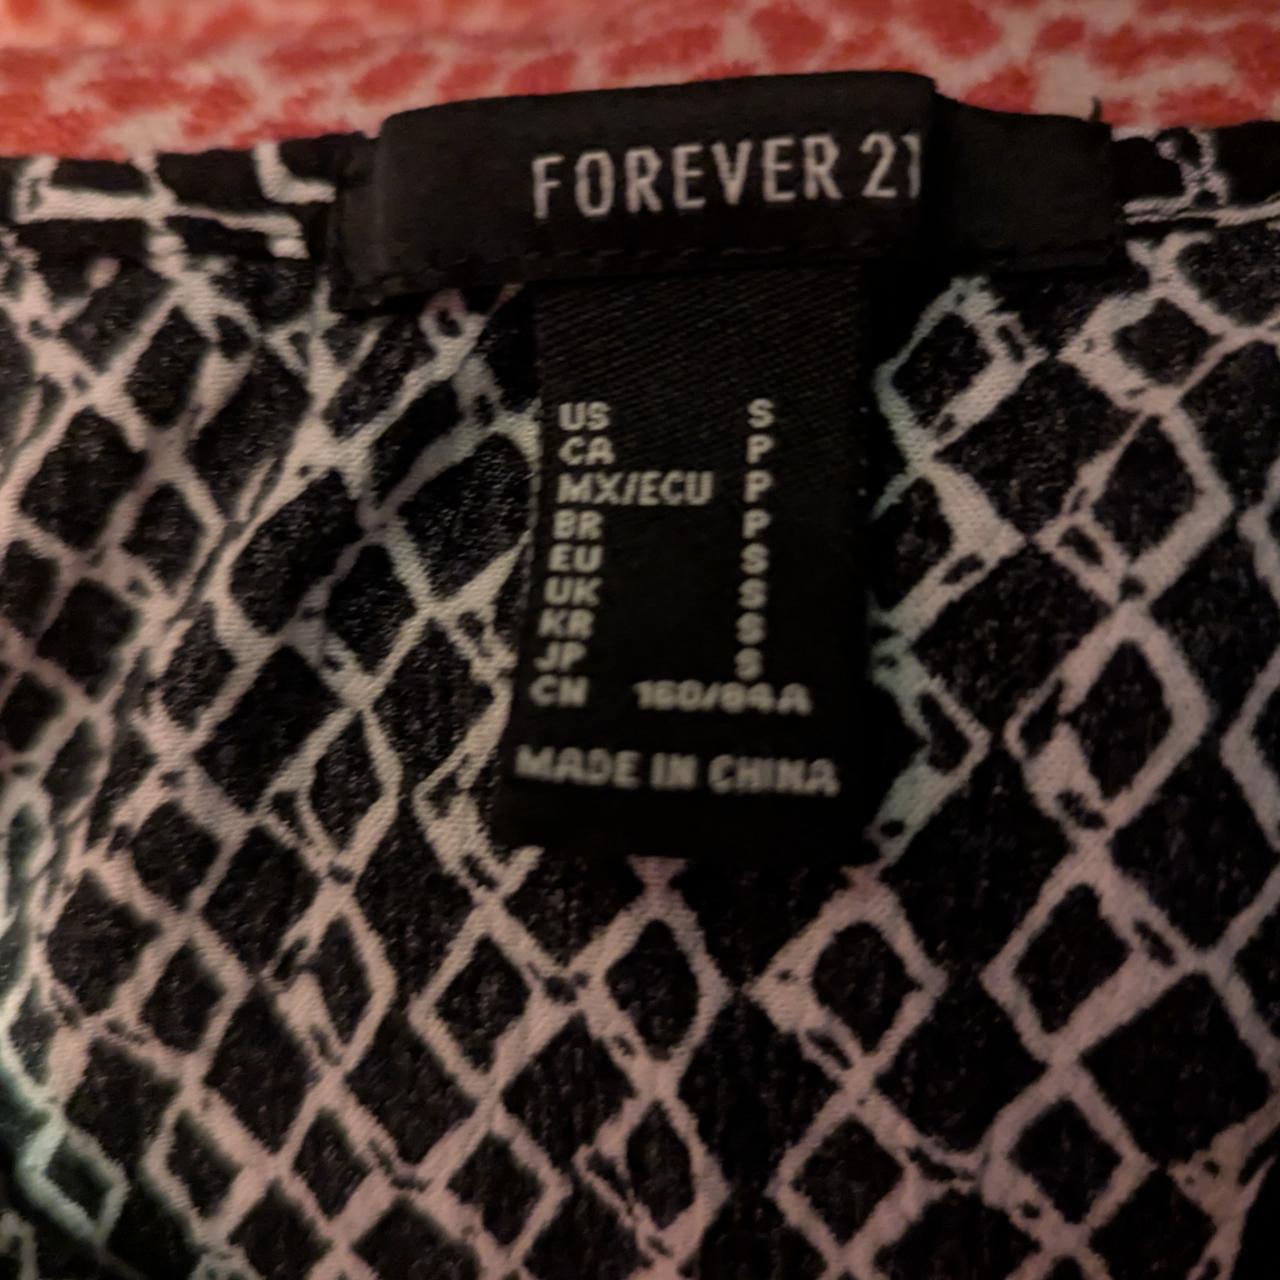 FOREVER 21
US S
CA P
MX/ECU P
BR P
EU S
UK S
KR S
JP S
CN 160/84A
MADE IN CHINA